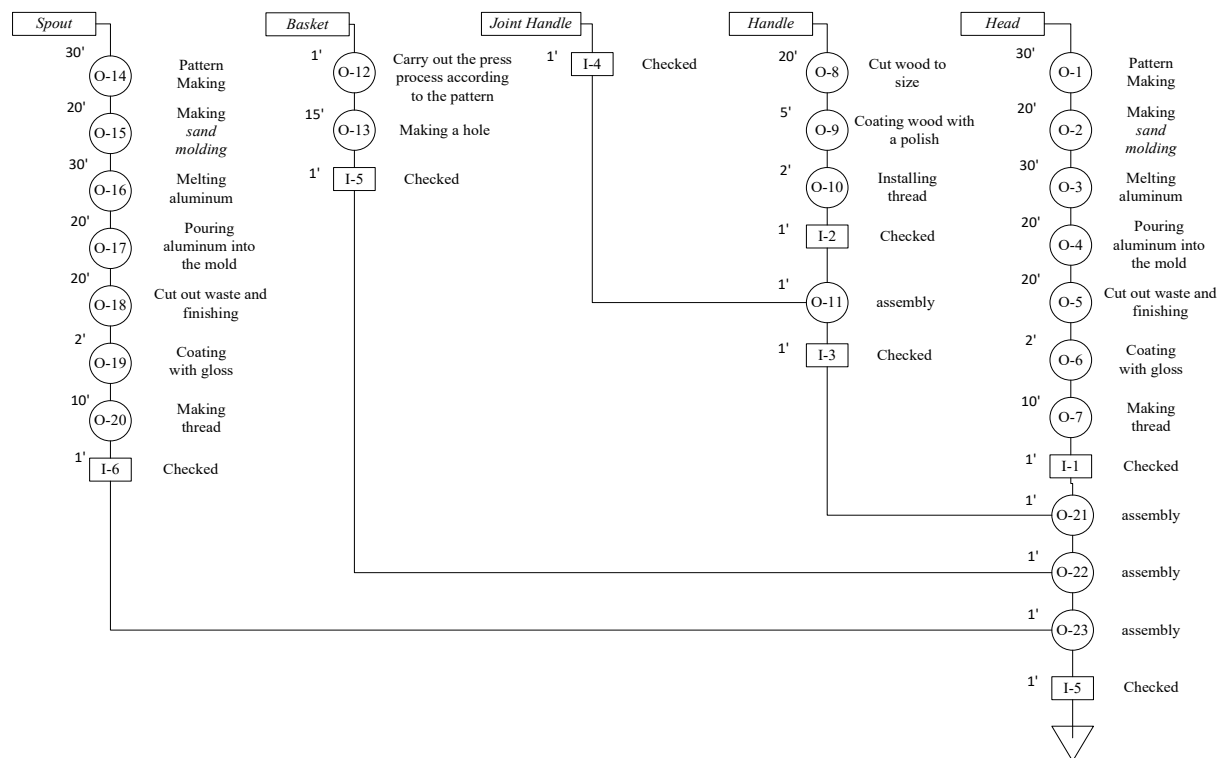 Spout
30'
O-14
Pattern
Making
20'
O-15
Making
sand
molding
30'
O-16
Melting
aluminum
20'
O-17
Pouring
aluminum into
the mold
20'
O-18
Cut out waste and
finishing
2'
O-19
Coating
with gloss
10'
O-20
Making
thread
1'
I-6
Checked
Basket
1'
O-12
Carry out the press
process according
to the pattern
15'
O-13
Making a hole
1'
I-5
Checked
Joint Handle
1'
I-4
Checked
Handle
20'
O-8
Cut wood to
size
5'
O-9
Coating wood with
a polish
2'
O-10
Installing
thread
1'
I-2
Checked
1'
O-11
assembly
1'
I-3
Checked
Head
30'
O-1
Pattern
Making
20'
O-2
Making
sand
molding
30'
O-3
Melting
aluminum
20'
O-4
Pouring
aluminum into
the mold
20'
O-5
Cut out waste and
finishing
2'
O-6
Coating
with gloss
10'
O-7
Making
thread
1'
I-1
Checked
1'
O-21
assembly
1'
O-22
assembly
1'
O-23
assembly
1'
I-5
Checked